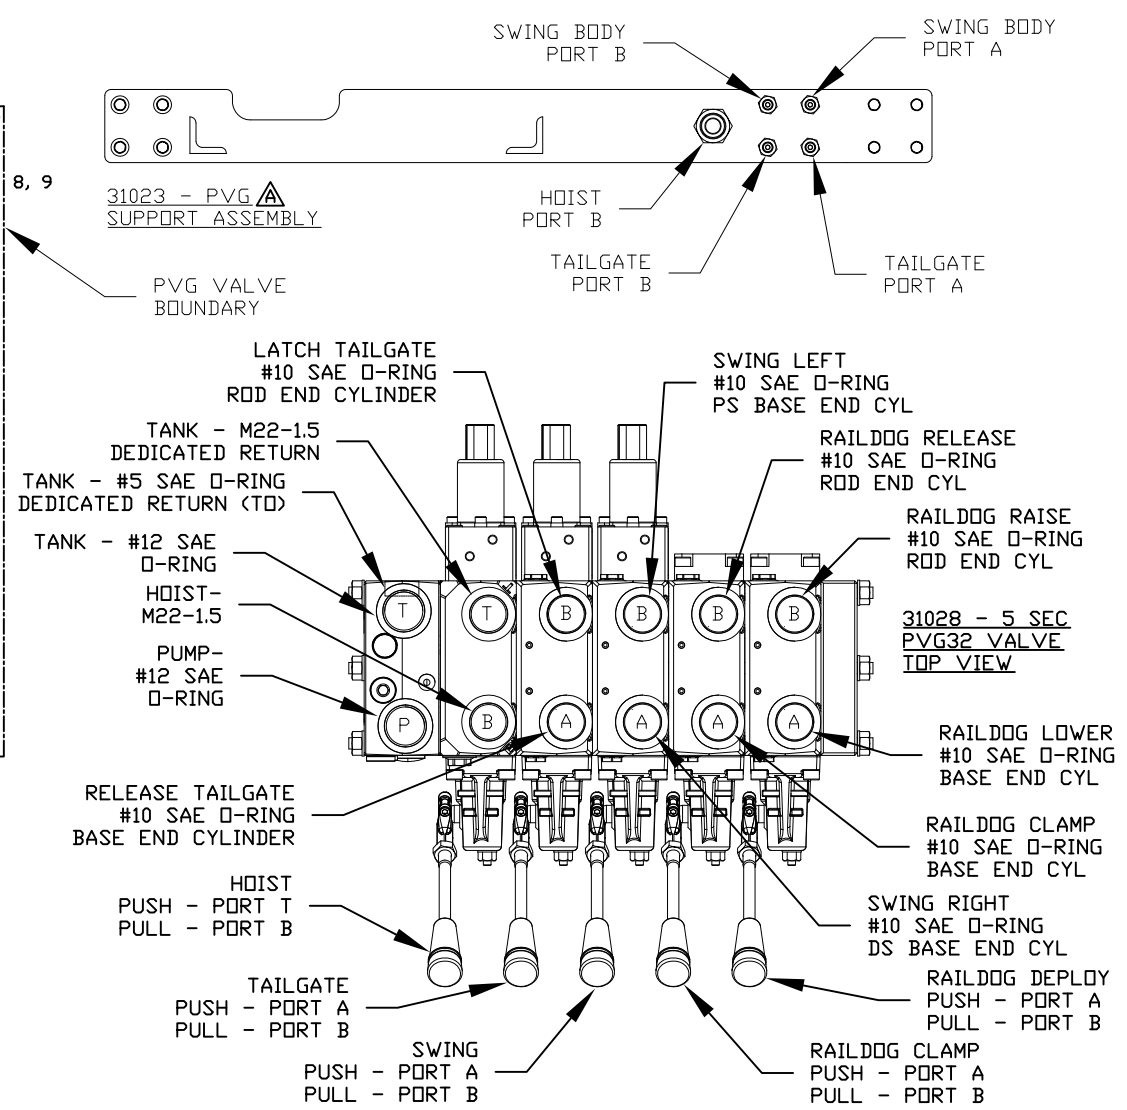 SWING BODY
PORT B
SWING BODY
PORT A
8, 9
31023 - PVG A
SUPPORT ASSEMBLY
HOIST
PORT B
TAILGATE
PORT B
TAILGATE
PORT A
PVG VALVE
BOUNDARY
LATCH TAILGATE
#10 SAE O-RING
ROD END CYLINDER
SWING LEFT
#10 SAE O-RING
PS BASE END CYL
TANK - M22-1.5
DEDICATED RETURN
RAILDOG RELEASE
#10 SAE O-RING
ROD END CYL
TANK - #5 SAE O-RING
DEDICATED RETURN (TO)
RAILDOG RAISE
#10 SAE O-RING
ROD END CYL
TANK - #12 SAE
O-RING
HOIST-
M22-1.5
T
T
B
B
B
B
31028 - 5 SEC
PVG32 VALVE
TOP VIEW
PUMP-
#12 SAE
O-RING
P
B
A
A
A
A
RAILDOG LOWER
#10 SAE O-RING
BASE END CYL
RELEASE TAILGATE
#10 SAE O-RING
BASE END CYLINDER
RAILDOG CLAMP
#10 SAE O-RING
BASE END CYL
HOIST
PUSH - PORT T
PULL - PORT B
SWING RIGHT
#10 SAE O-RING
DS BASE END CYL
TAILGATE
PUSH - PORT A
PULL - PORT B
RAILDOG DEPLOY
PUSH - PORT A
PULL - PORT B
SWING
PUSH - PORT A
PULL - PORT B
RAILDOG CLAMP
PUSH - PORT A
PULL - PORT B